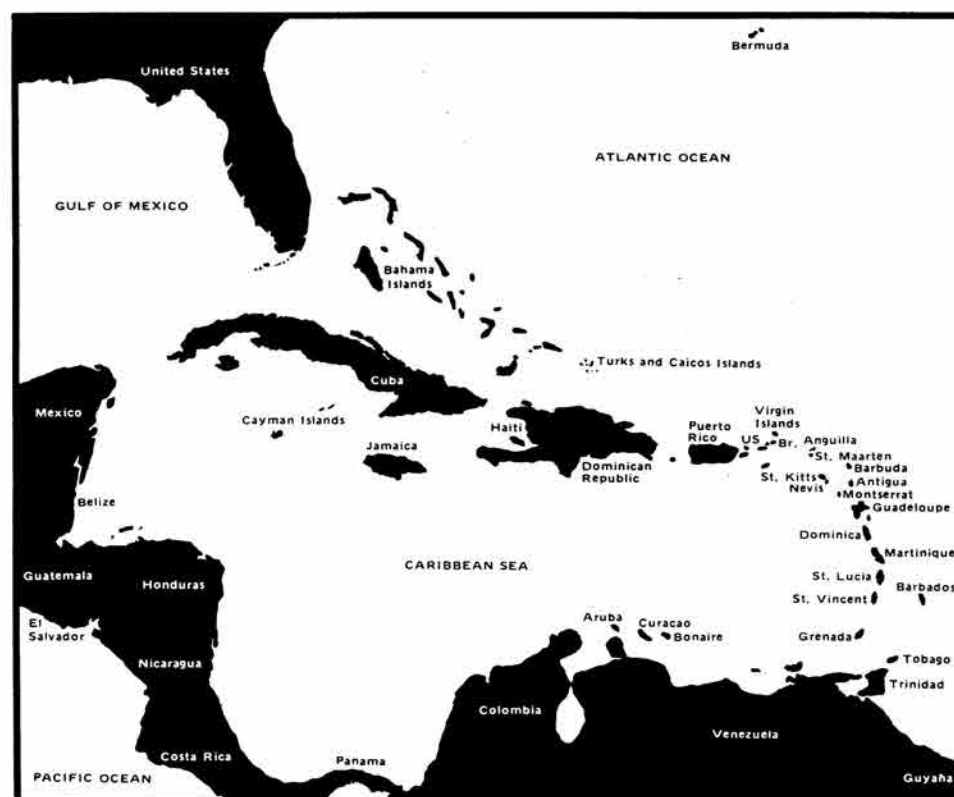 Bermuda
United States
ATLANTIC OCEAN
GULF OF MEXICO
Bahama
Islands
Turks and Caicos Islands
Cuba
Mexico
Cayman Islands
Haiti
Jamaica
Dominican
Republic
Puerto
Rico
Virgin
Islands
US
Br.
Anguilla
St. Maarten
Barbuda
St. Kitts
Nevis
Antigua
Montserrat
Guadeloupe
Belize
Dominica
Martinique
CARIBBEAN SEA
Guatemala
Honduras
St. Lucia
Barbados
St. Vincent
El
Salvador
Aruba
Curacao
Bonaire
Grenada
Nicaragua
Tobago
Trinidad
Colombia
Venezuela
Costa Rica
Panama
PACIFIC OCEAN
Guyana